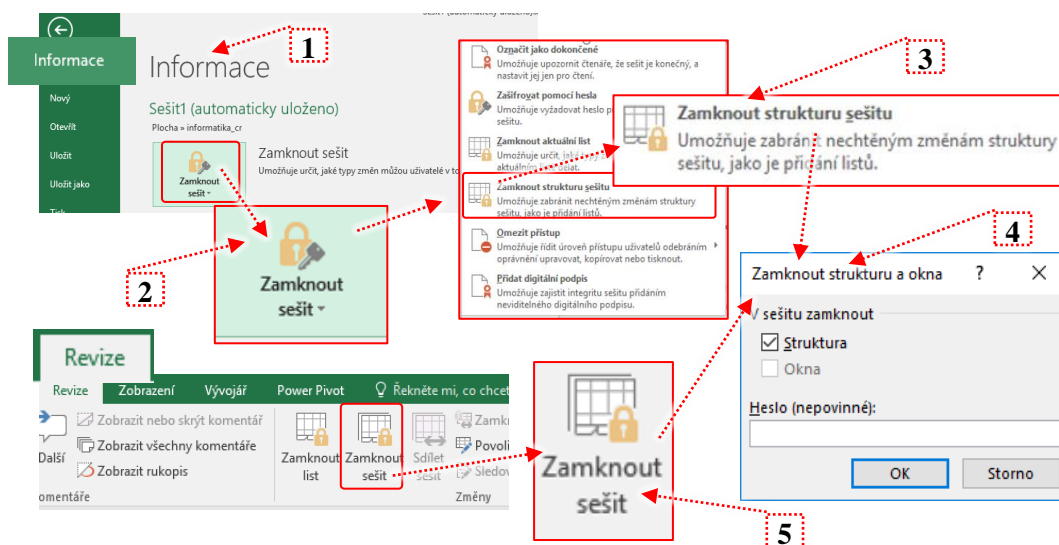 Informace
Nový
Otevřít
Uložit
Uložit jako
Tisk
Informace
1
Sešit1 (automaticky uloženo)
Plocha » informatika_cr
Zamknout
sešit
Zamknout sešit
Umožňuje určit, jaké typy změn můžou uživatelé v to
2
Zamknout
sešit
Označit jako dokončené
Umožňuje upozornit čtenáře, že sešit je konečný, a
nastavit jej jen pro čtení.
Zašifrovat pomocí hesla
Umožňuje vyžadovat heslo p
sešitu.
Zamknout aktuální list
Umožňuje určit, jaké typy z
aktuálním listu dělat.
Zamknout strukturu sešitu
Umožňuje zabránit nechtěným změnám struktury
sešitu, jako je přidání listů.
Omezit přístup
Umožňuje řídit úroveň přístupu uživatelů odebráním
oprávnění upravovat, kopírovat nebo tisknout.
Přidat digitální podpis
Umožňuje zajistit integritu sešitu přidáním
neviditelného digitálního podpisu.
3
Zamknout strukturu sešitu
Umožňuje zabránit nechtěným změnám struktury
sešitu, jako je přidání listů.
4
Zamknout strukturu a okna ? X
V sešitu zamknout
Struktura
Okna
Heslo (nepovinné):
OK Storno
Revize
Revize Zobrazení Vývojář Power Pivot Řekněte mi, co chcet
Další
Zobrazit nebo skrýt komentář
Zobrazit všechny komentáře
Zobrazit rukopis
omentáře
Zamknout
list
Zamknout
sešit
Sdílet
sešit
Zamkn
Povoli
Sledov
Změny
Zamknout
sešit
5